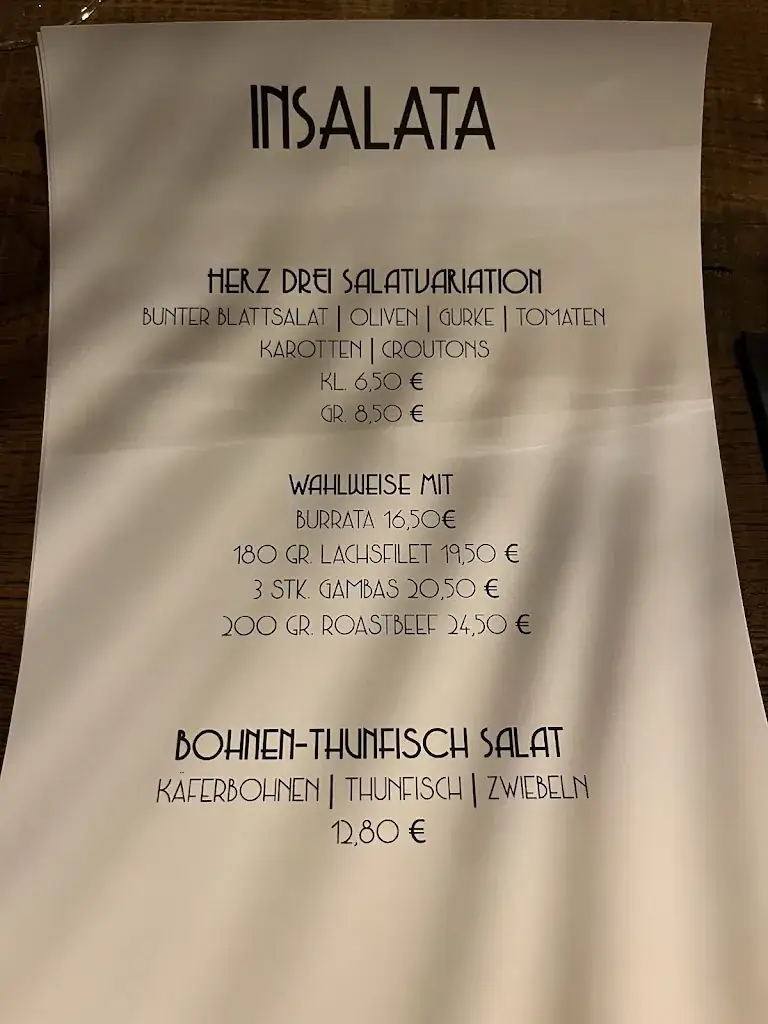 INSALATA
HERZ DREI SALATVARIATION
BUNTER BLATTSALAT | OLIVEN | GURKE | TOMATEN
KAROTTEN | CROUTONS
KL. 6,50 €
GR. 8,50 €
WAHLWEISE MIT
BURRATA 16,50€
180 GR. LACHSFILET 19,50 €
3 STK. GAMBAS 20,50 €
200 GR. ROASTBEEF 24,50 €
BOHNEN-THUNFISCH SALAT
KÄFERBOHNEN | THUNFISCH | ZWIEBELN
12,80 €